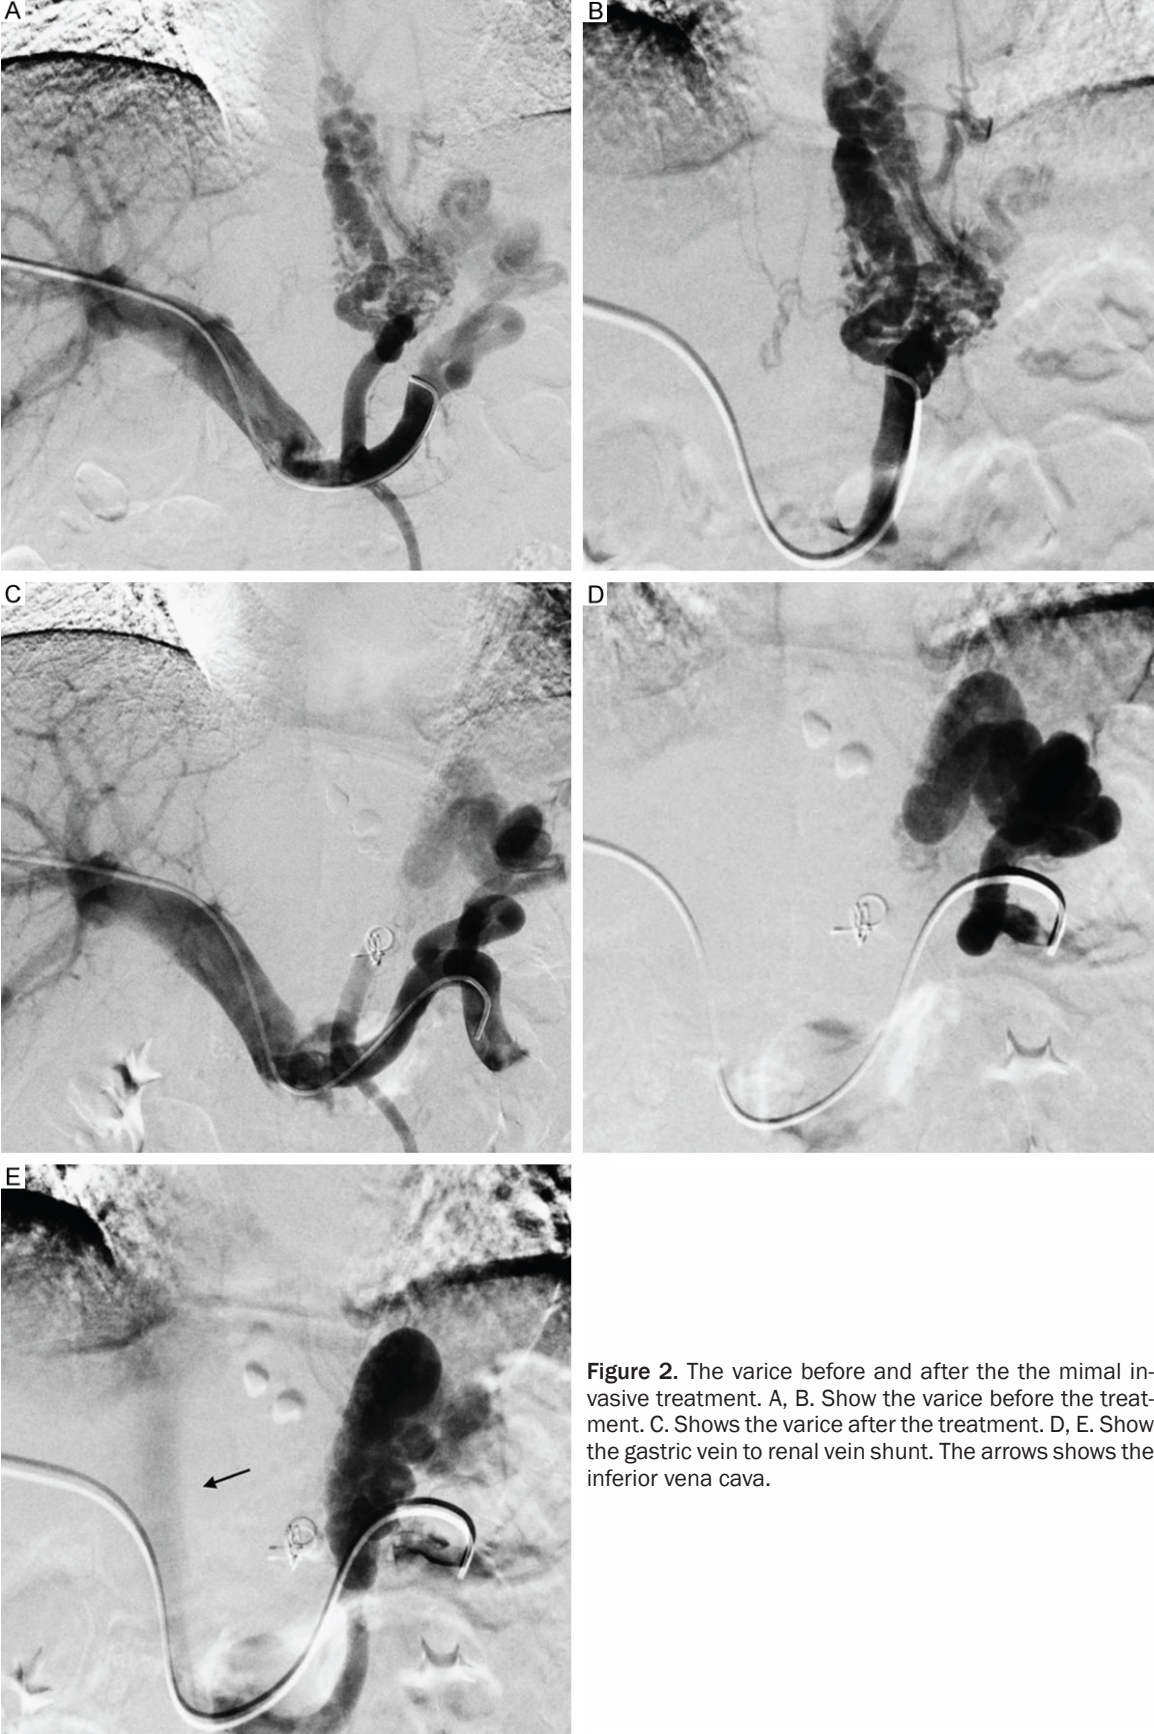 A
B
C
D
E
Figure 2. The varice before and after the the mimal in-
vasive treatment. A, B. Show the varice before the treat-
ment. C. Shows the varice after the treatment. D, E. Show
the gastric vein to renal vein shunt. The arrows shows the
inferior vena cava.